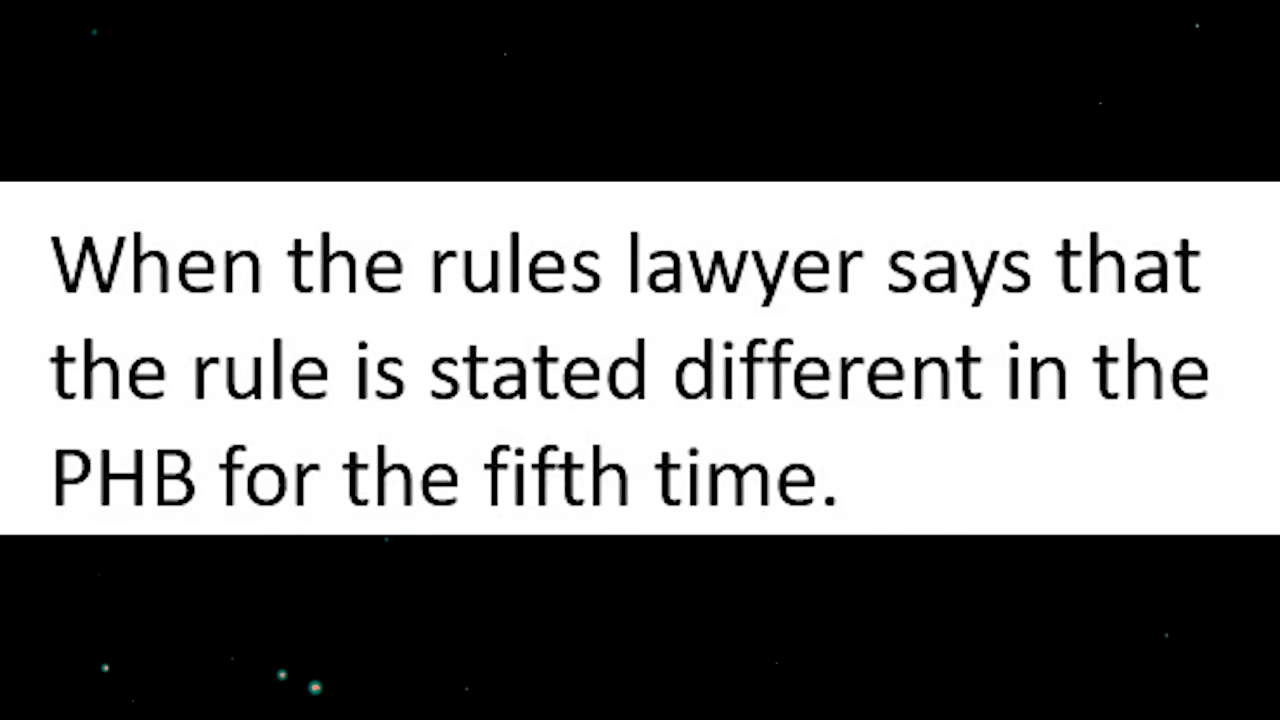 When the rules lawyer says that
the rule is stated different in the
PHB for the fifth time.